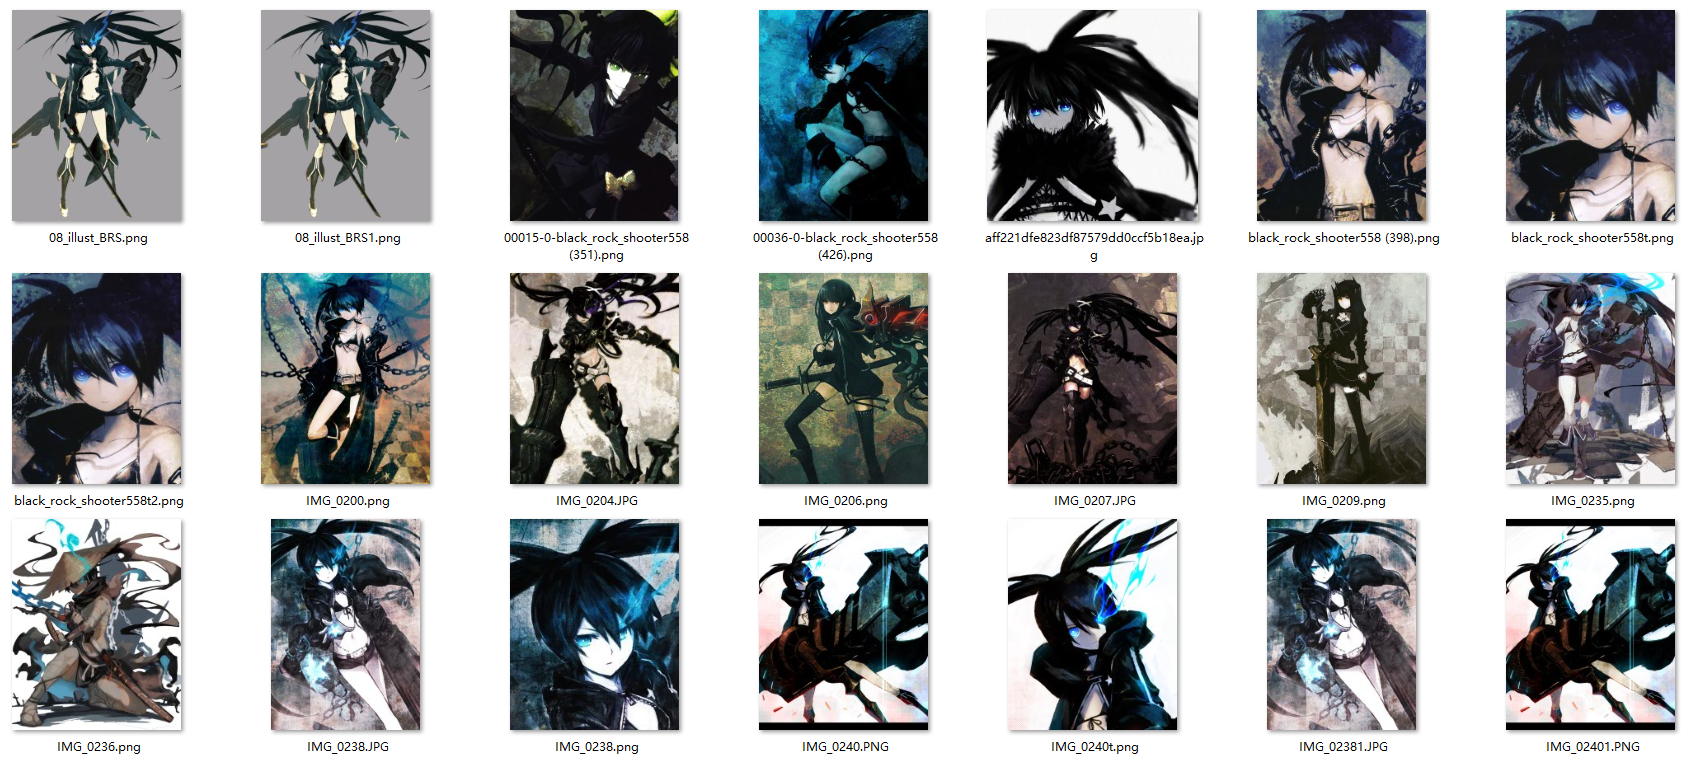 08_illust_BRS.png
08_illust_BRS1.png
00015-0-black_rock_shooter558
(351).png
00036-0-black_rock_shooter558
(426).png
aff221dfe823df87579dd0ccf5b18ea.jp
g
black_rock_shooter558 (398).png
black_rock_shooter558t.png
black_rock_shooter558t2.png
IMG_0200.png
IMG_0204.JPG
IMG_0206.png
IMG_0207.JPG
IMG_0209.png
IMG_0235.png
IMG_0236.png
IMG_0238.JPG
IMG_0238.png
IMG_0240.PNG
IMG_0240t.png
IMG_02381.JPG
IMG_02401.PNG